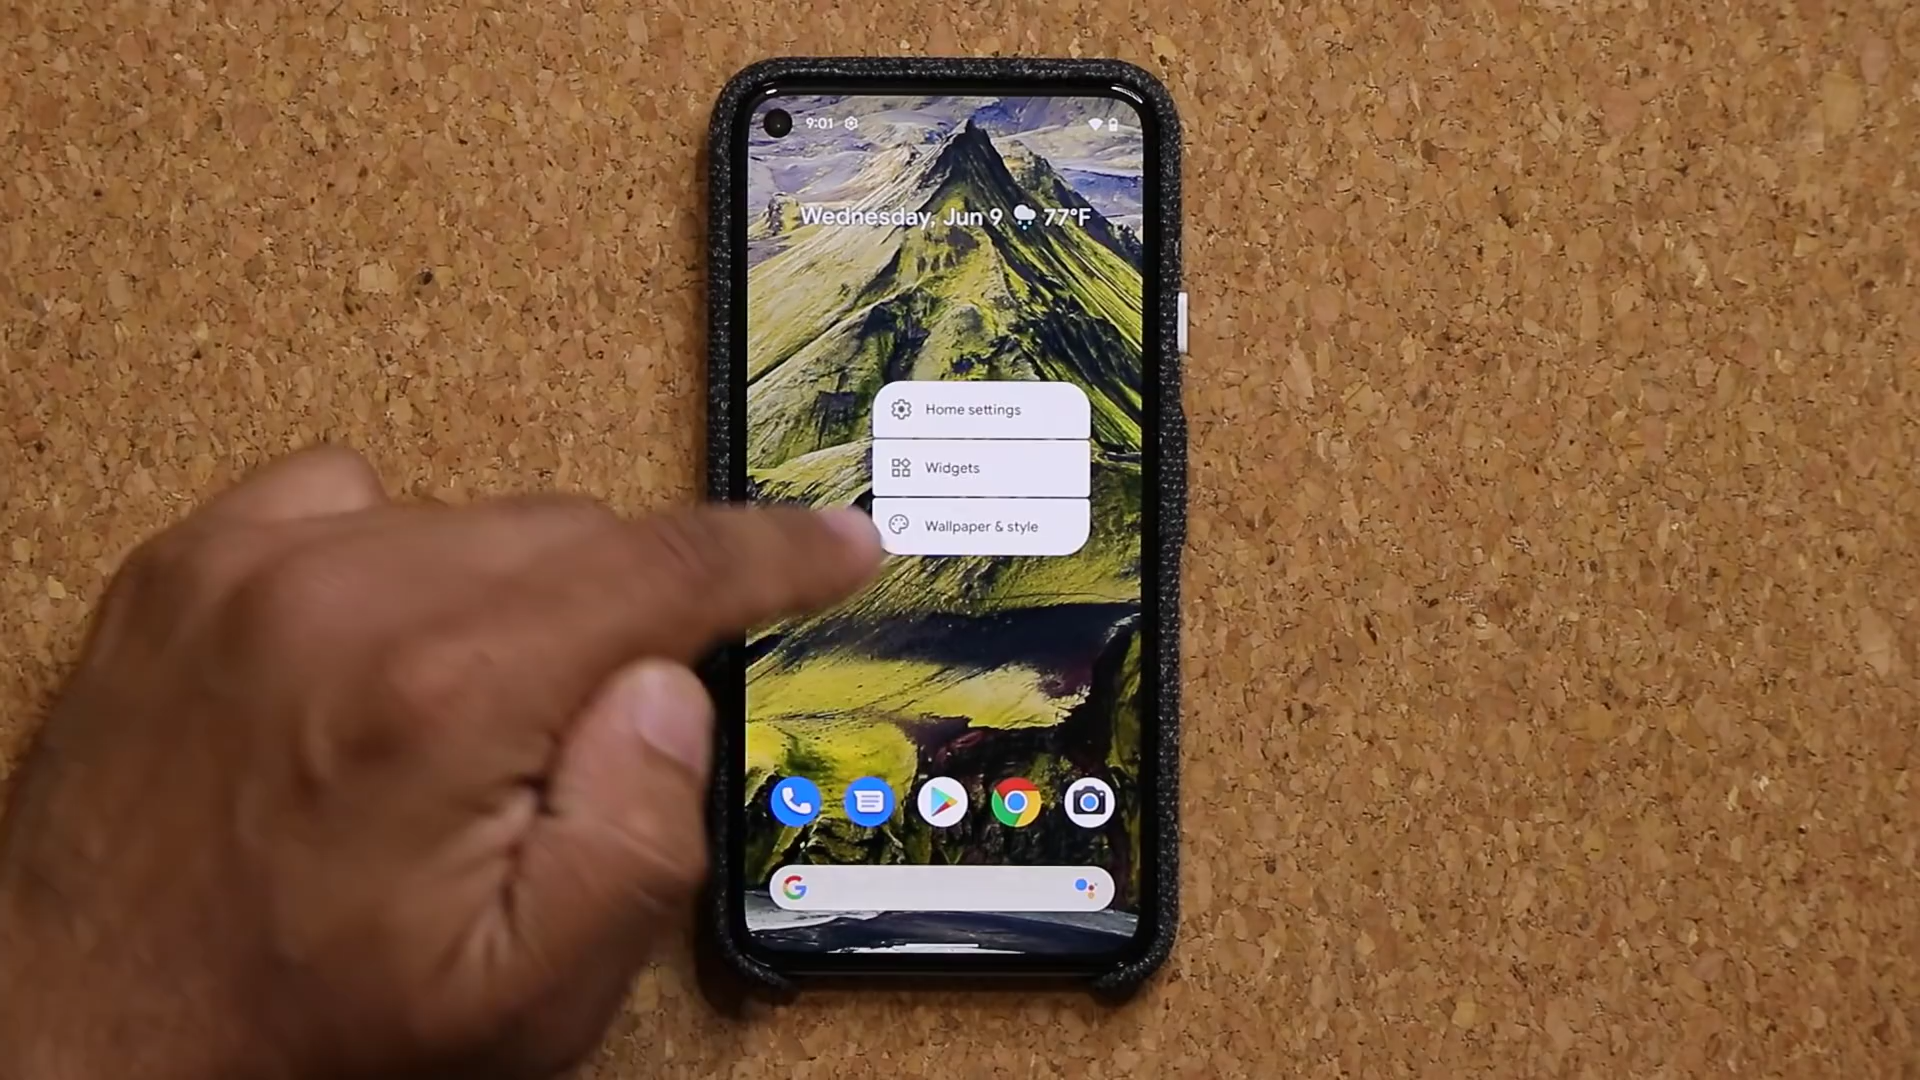 9:01
Wednesday, Jun 9 77°F
Home settings
Widgets
Wallpaper & style
G